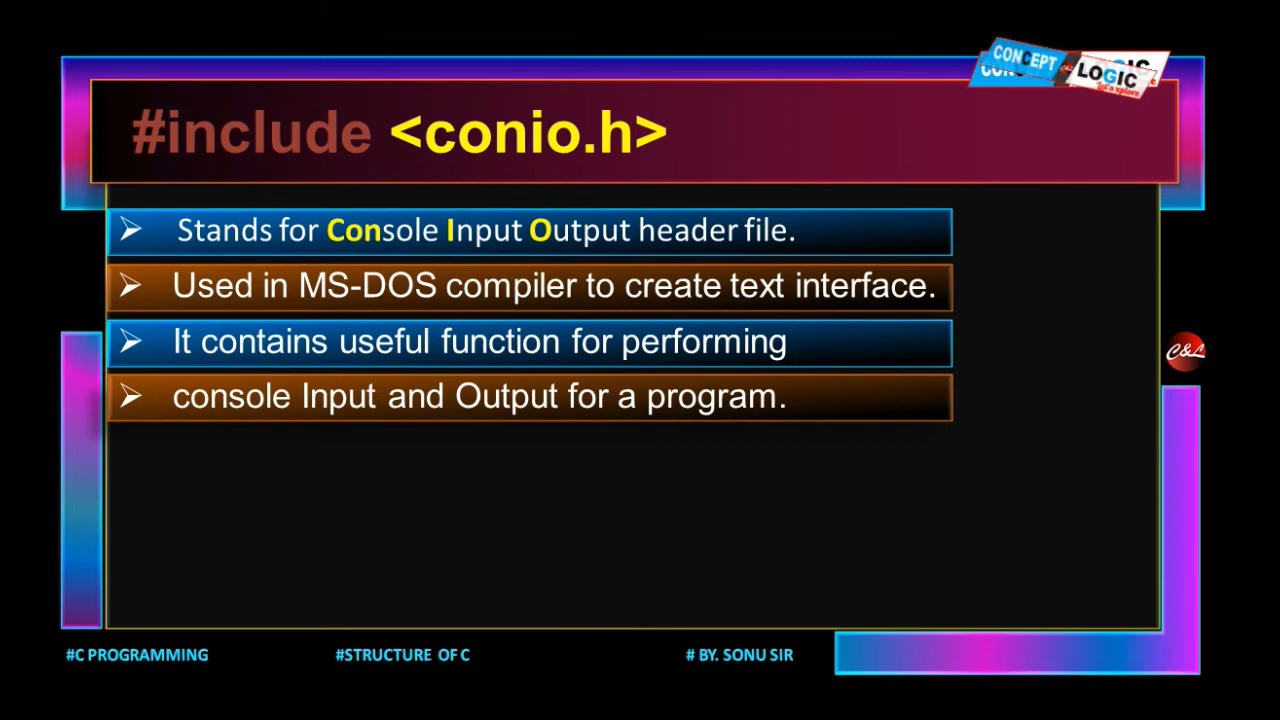 CONCEPT
LOGIC
let's xplore
#include <conio.h>
Stands for Console Input Output header file.
Used in MS-DOS compiler to create text interface.
It contains useful function for performing
console Input and Output for a program.
C&L
#C PROGRAMMING
#STRUCTURE OF C
# BY. SONU SIR